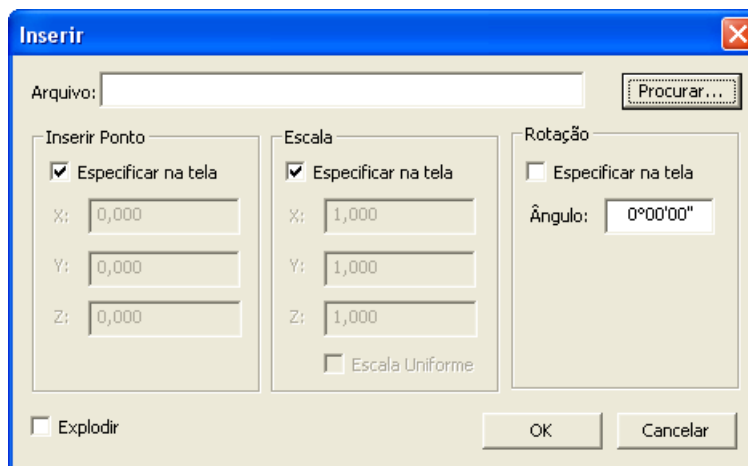 Inserir
Arquivo: Procurar...
Inserir Ponto Escala Rotação
Especificar na tela Especificar na tela Especificar na tela
X: 0,000 X: 1,000 Ângulo: 0°00'00"
Y: 0,000 Y: 1,000
Z: 0,000 Z: 1,000
Escala Uniforme
Explodir OK Cancelar